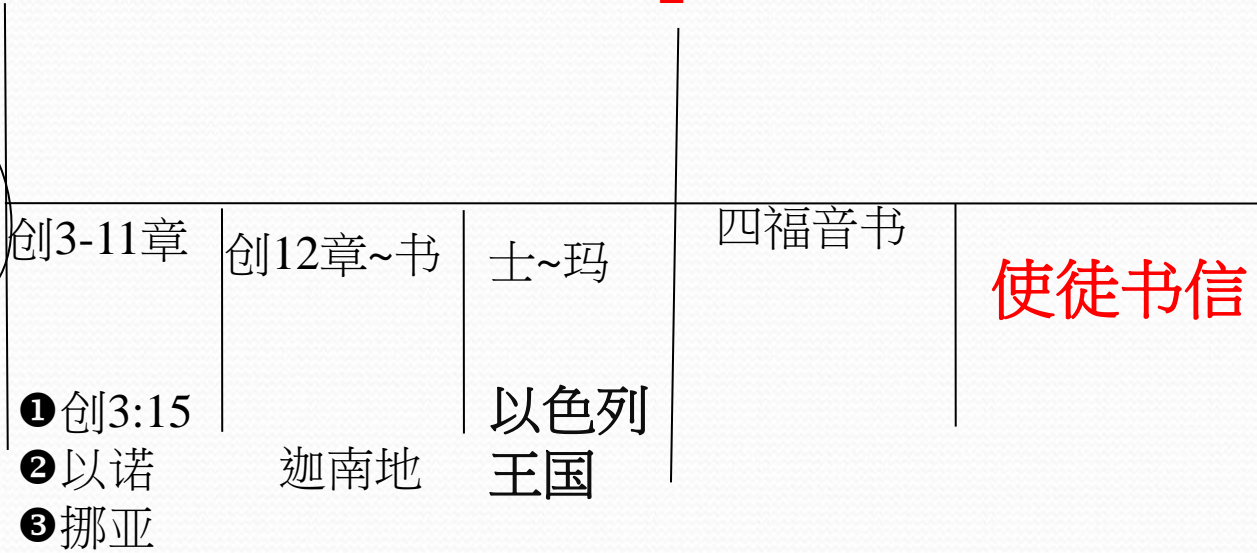 创3-11章
创12章~书
士~玛
四福音书
使徒书信
❶创3:15
❷以诺
❸挪亚
迦南地
以色列
王国